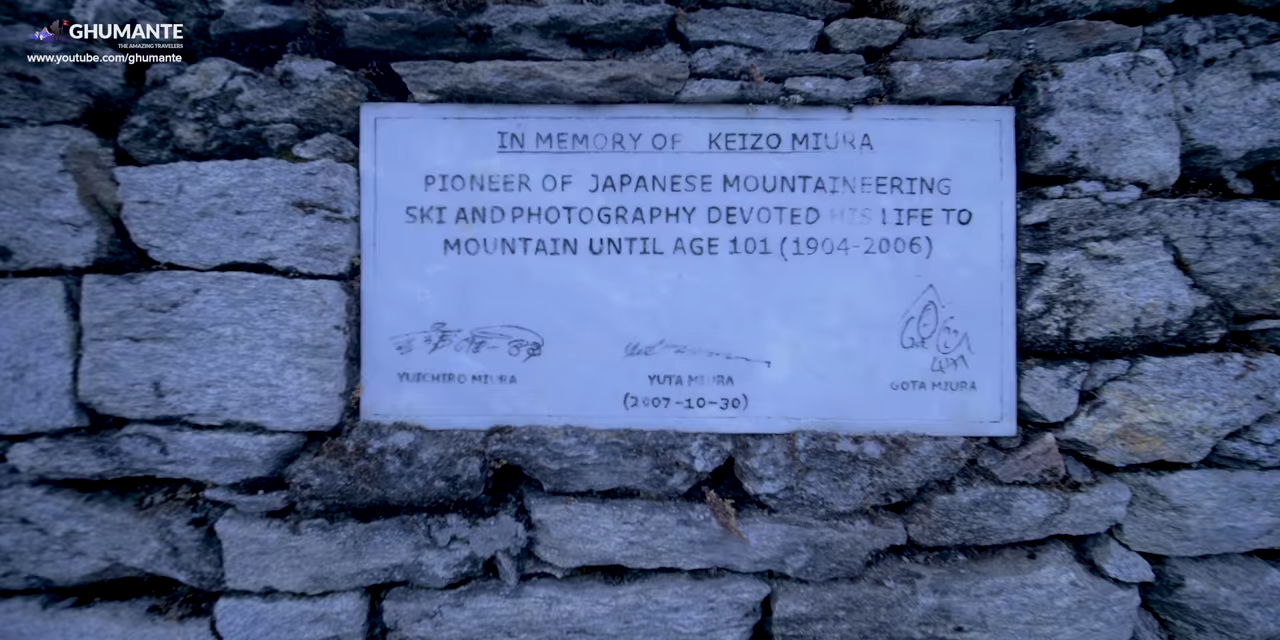 GHUMANTE
THE AMAZING TRAVELERS
www.youtube.com/ghumante
IN MEMORY OF KEIZO MIURA
PIONEER OF JAPANESE MOUNTAINEERING
SKI AND PHOTOGRAPHY DEVOTED HIS LIFE TO
MOUNTAIN UNTIL AGE 101 (1904-2006)
YUICHIRO MIURA
YUTA MIURA
(2007-10-30)
GOTA MIURA